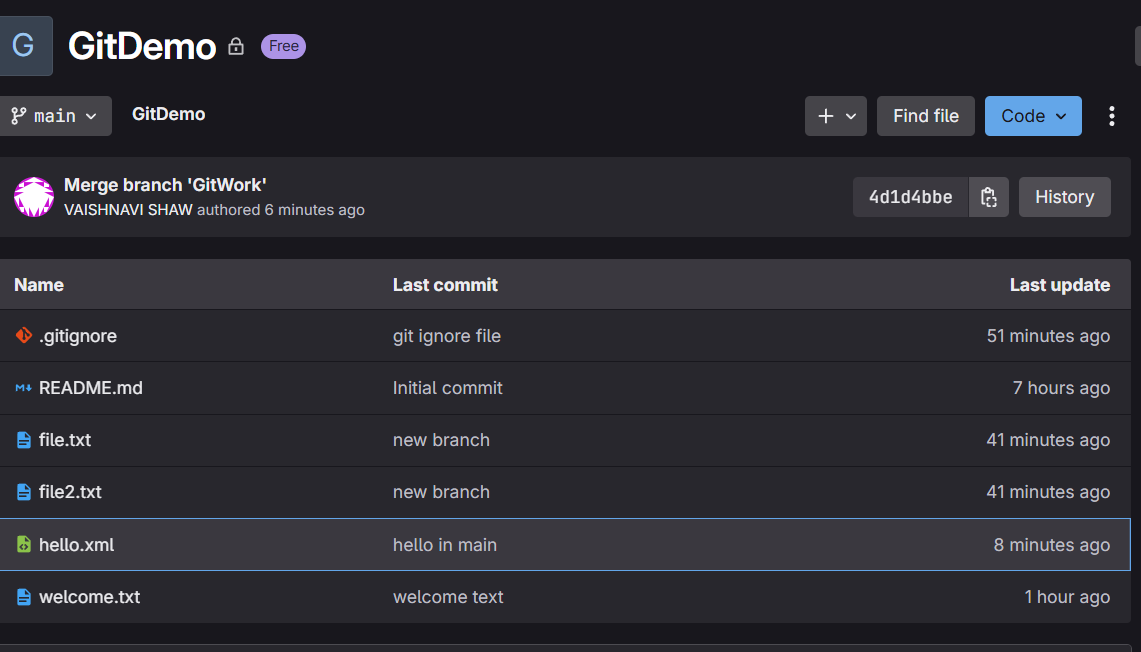 G
GitDemo Free
main GitDemo + Find file Code
Merge branch 'GitWork'
VAISHNAVI SHAW authored 6 minutes ago
4d1d4bbe History
Name Last commit Last update
.gitignore git ignore file 51 minutes ago
README.md Initial commit 7 hours ago
file.txt new branch 41 minutes ago
file2.txt new branch 41 minutes ago
hello.xml hello in main 8 minutes ago
welcome.txt welcome text 1 hour ago